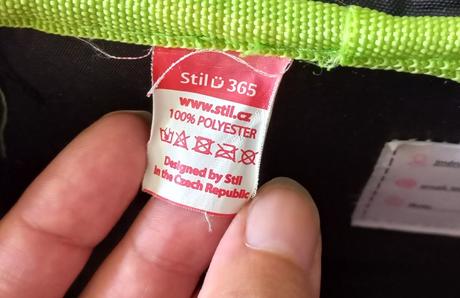 Stil 365
www.stil.cz
100% POLYESTER
Designed by Stil
in the Czech Republic